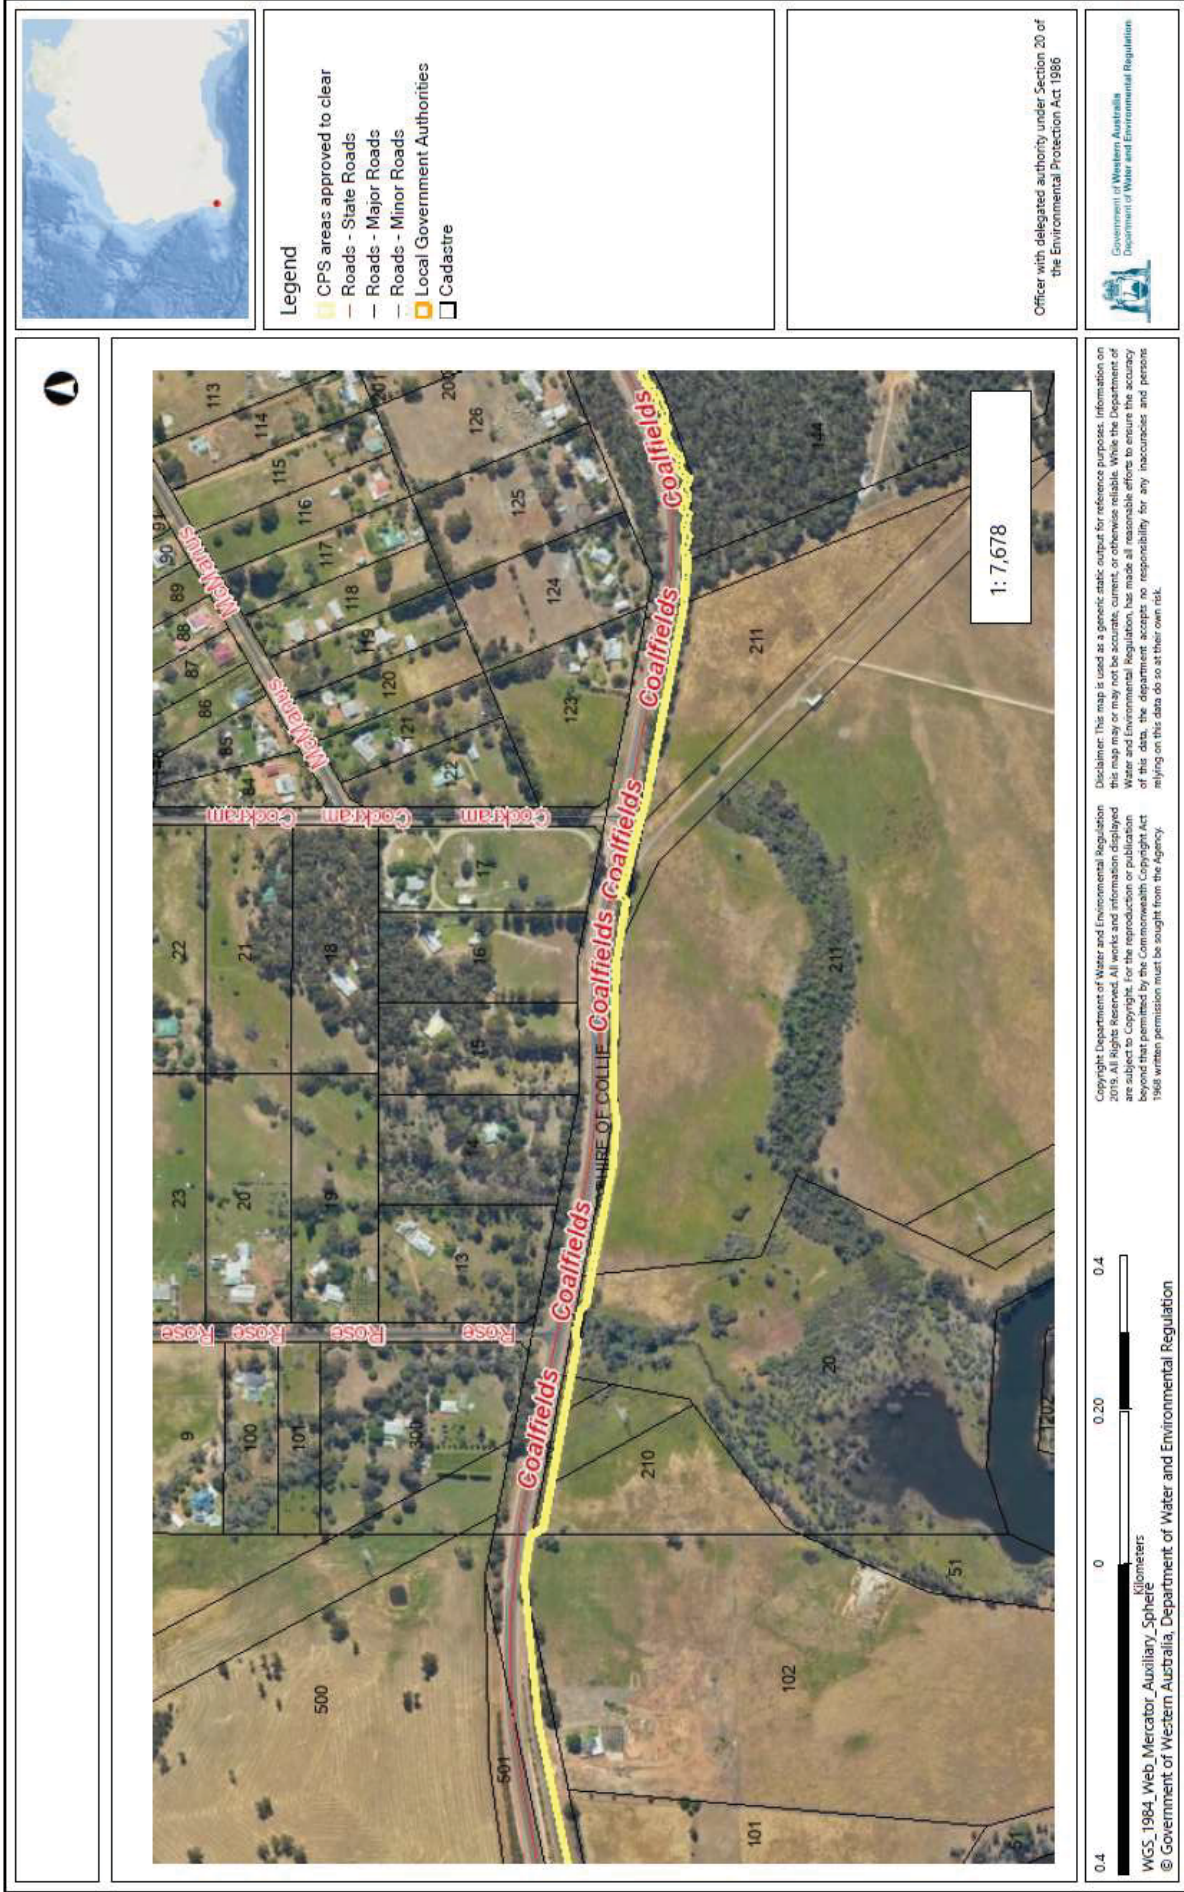 Legend
CPS areas approved to clear
Roads - State Roads
Roads - Major Roads
Roads - Minor Roads
Local Government Authorities
Cadastre
Officer with delegated authority under Section 20 of
the Environmental Protection Act 1986
Government of Western Australia
Department of Water and Environmental Regulation
113
114
115
116
117
118
119
120
121
22
84
85
86
87
88
89
90
91
201
200
126
125
124
123
144
McManus
McManus
Cockram
Cockram
Cockram
Coalfields
Coalfields
Coalfields
Coalfields
Coalfields
Coalfields
SHIRE OF COLLIE
22
21
18
17
16
15
14
23
20
19
13
Rose
Rose
Rose
Rose
9
100
101
300
500
501
211
211
20
210
1202
51
102
101
51
1: 7,678
0.4
0
0.20
0.4
Kilometers
WGS_1984_Web_Mercator_Auxiliary_Sphere
© Government of Western Australia, Department of Water and Environmental Regulation
Copyright Department of Water and Environmental Regulation
2019. All Rights Reserved. All works and information displayed
are subject to Copyright. For the reproduction or publication
beyond that permitted by the Commonwealth Copyright Act
1968 written permission must be sought from the Agency.
Disclaimer: This map is used as a generic static output for reference purposes. Information on
this map may or may not be accurate, current, or otherwise reliable. While the Department of
Water and Environmental Regulation, has made all reasonable efforts to ensure the accuracy
of this data, the department accepts no responsibility for any inaccuracies and persons
relying on this data do so at their own risk.